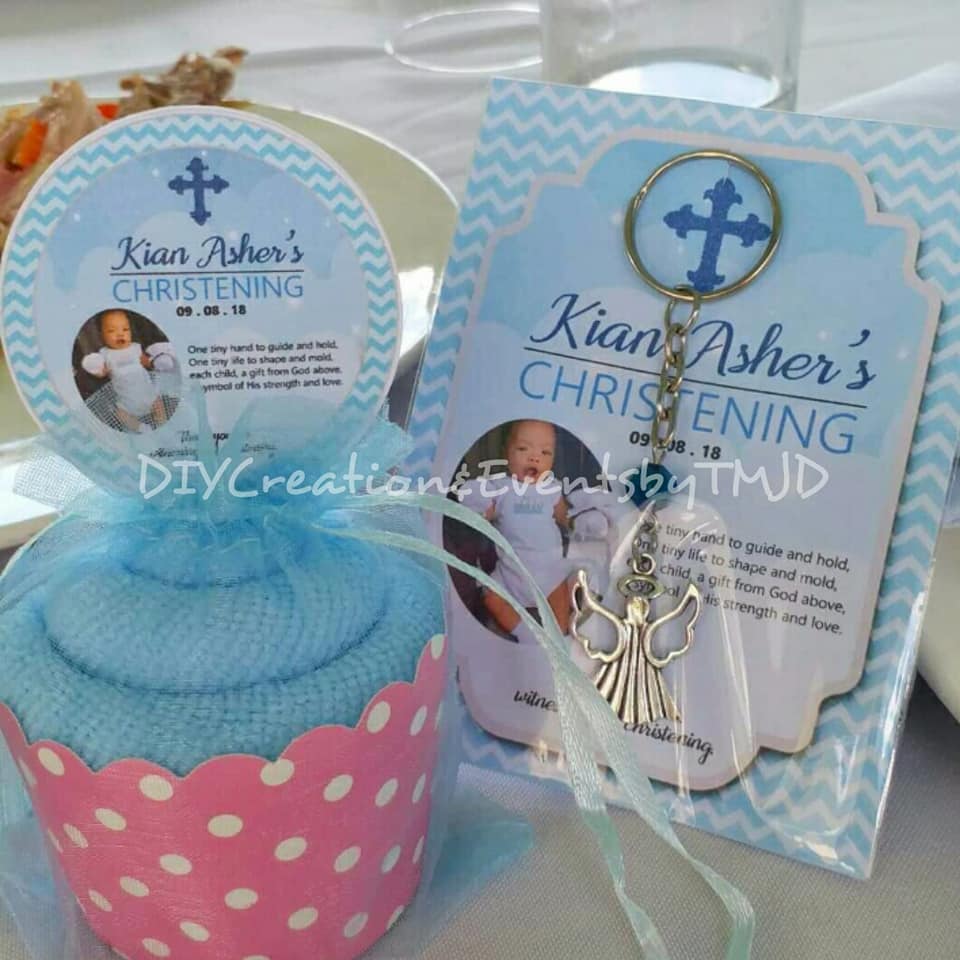 Kian Asher's
CHRISTENING
09 . 08 . 18
One tiny hand to guide and hold,
One tiny life to shape and mold,
each child, a gift from God above,
symbol of His strength and love.
Kian Asher's
CHRISTENING
09 . 08 . 18
tiny hand to guide and hold,
tiny life to shape and mold,
child, a gift from God above,
His strength and love.
christening.
DIYCreation&EventsbyTMJD